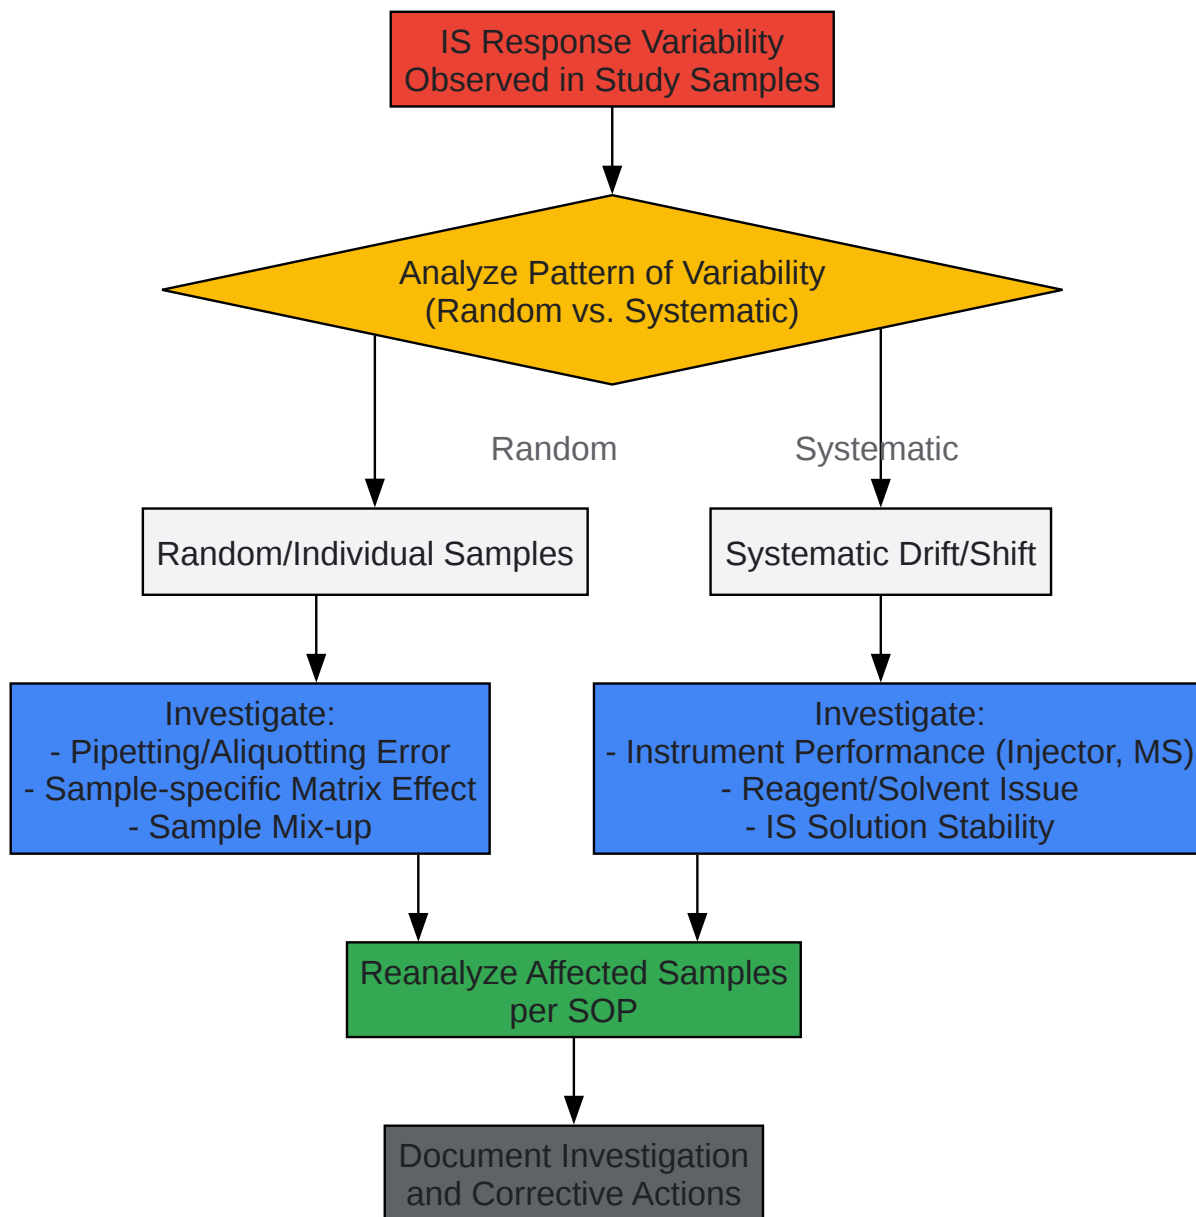 IS Response Variability
Observed in Study Samples
Analyze Pattern of Variability
(Random vs. Systematic)
Random
Systematic
Random/Individual Samples
Systematic Drift/Shift
Investigate:
- Pipetting/Aliquotting Error
- Sample-specific Matrix Effect
- Sample Mix-up
Investigate:
- Instrument Performance (Injector, MS)
- Reagent/Solvent Issue
- IS Solution Stability
Reanalyze Affected Samples
per SOP
Document Investigation
and Corrective Actions